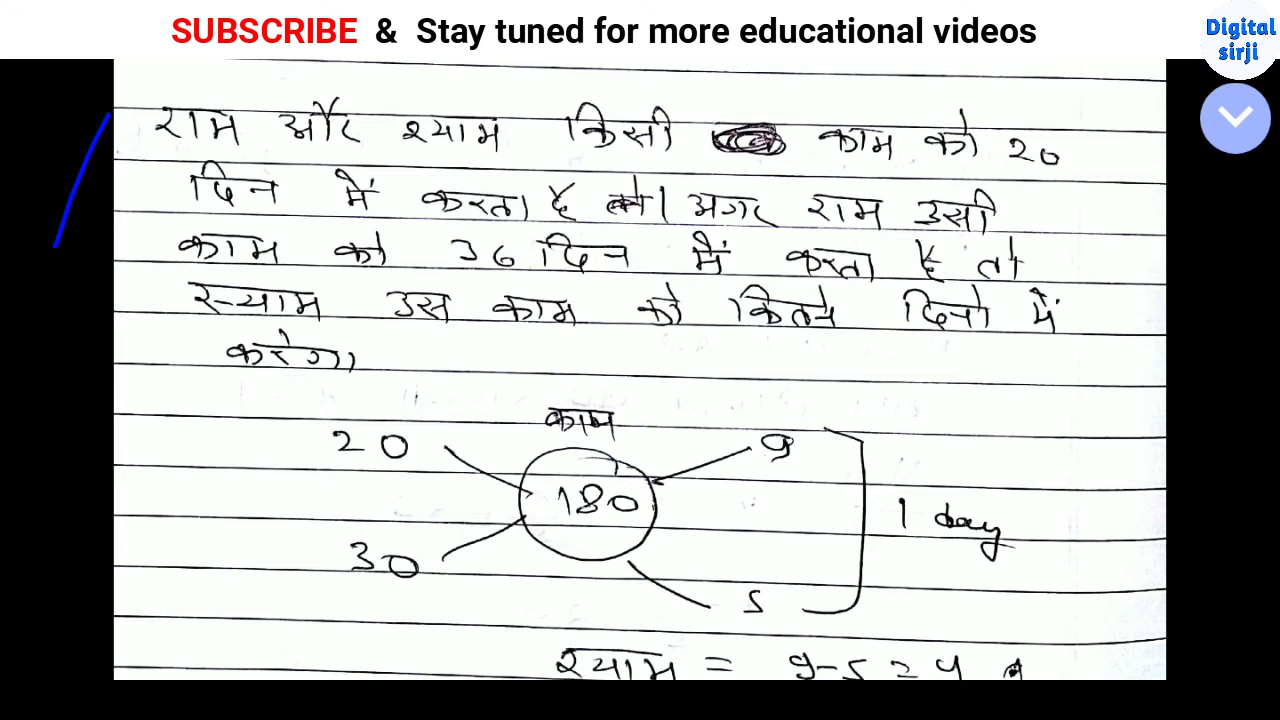 SUBSCRIBE & Stay tuned for more educational videos
Digital
sirji
राम और श्याम किसी काम को 20
दिन में करता है तो। अगर राम उसी
काम को 36 दिन में करता है तो
श्याम उस काम को कितने दिनो में
करेगा
काम
20 180 9
1 day
30 5
श्याम = 9-5=4